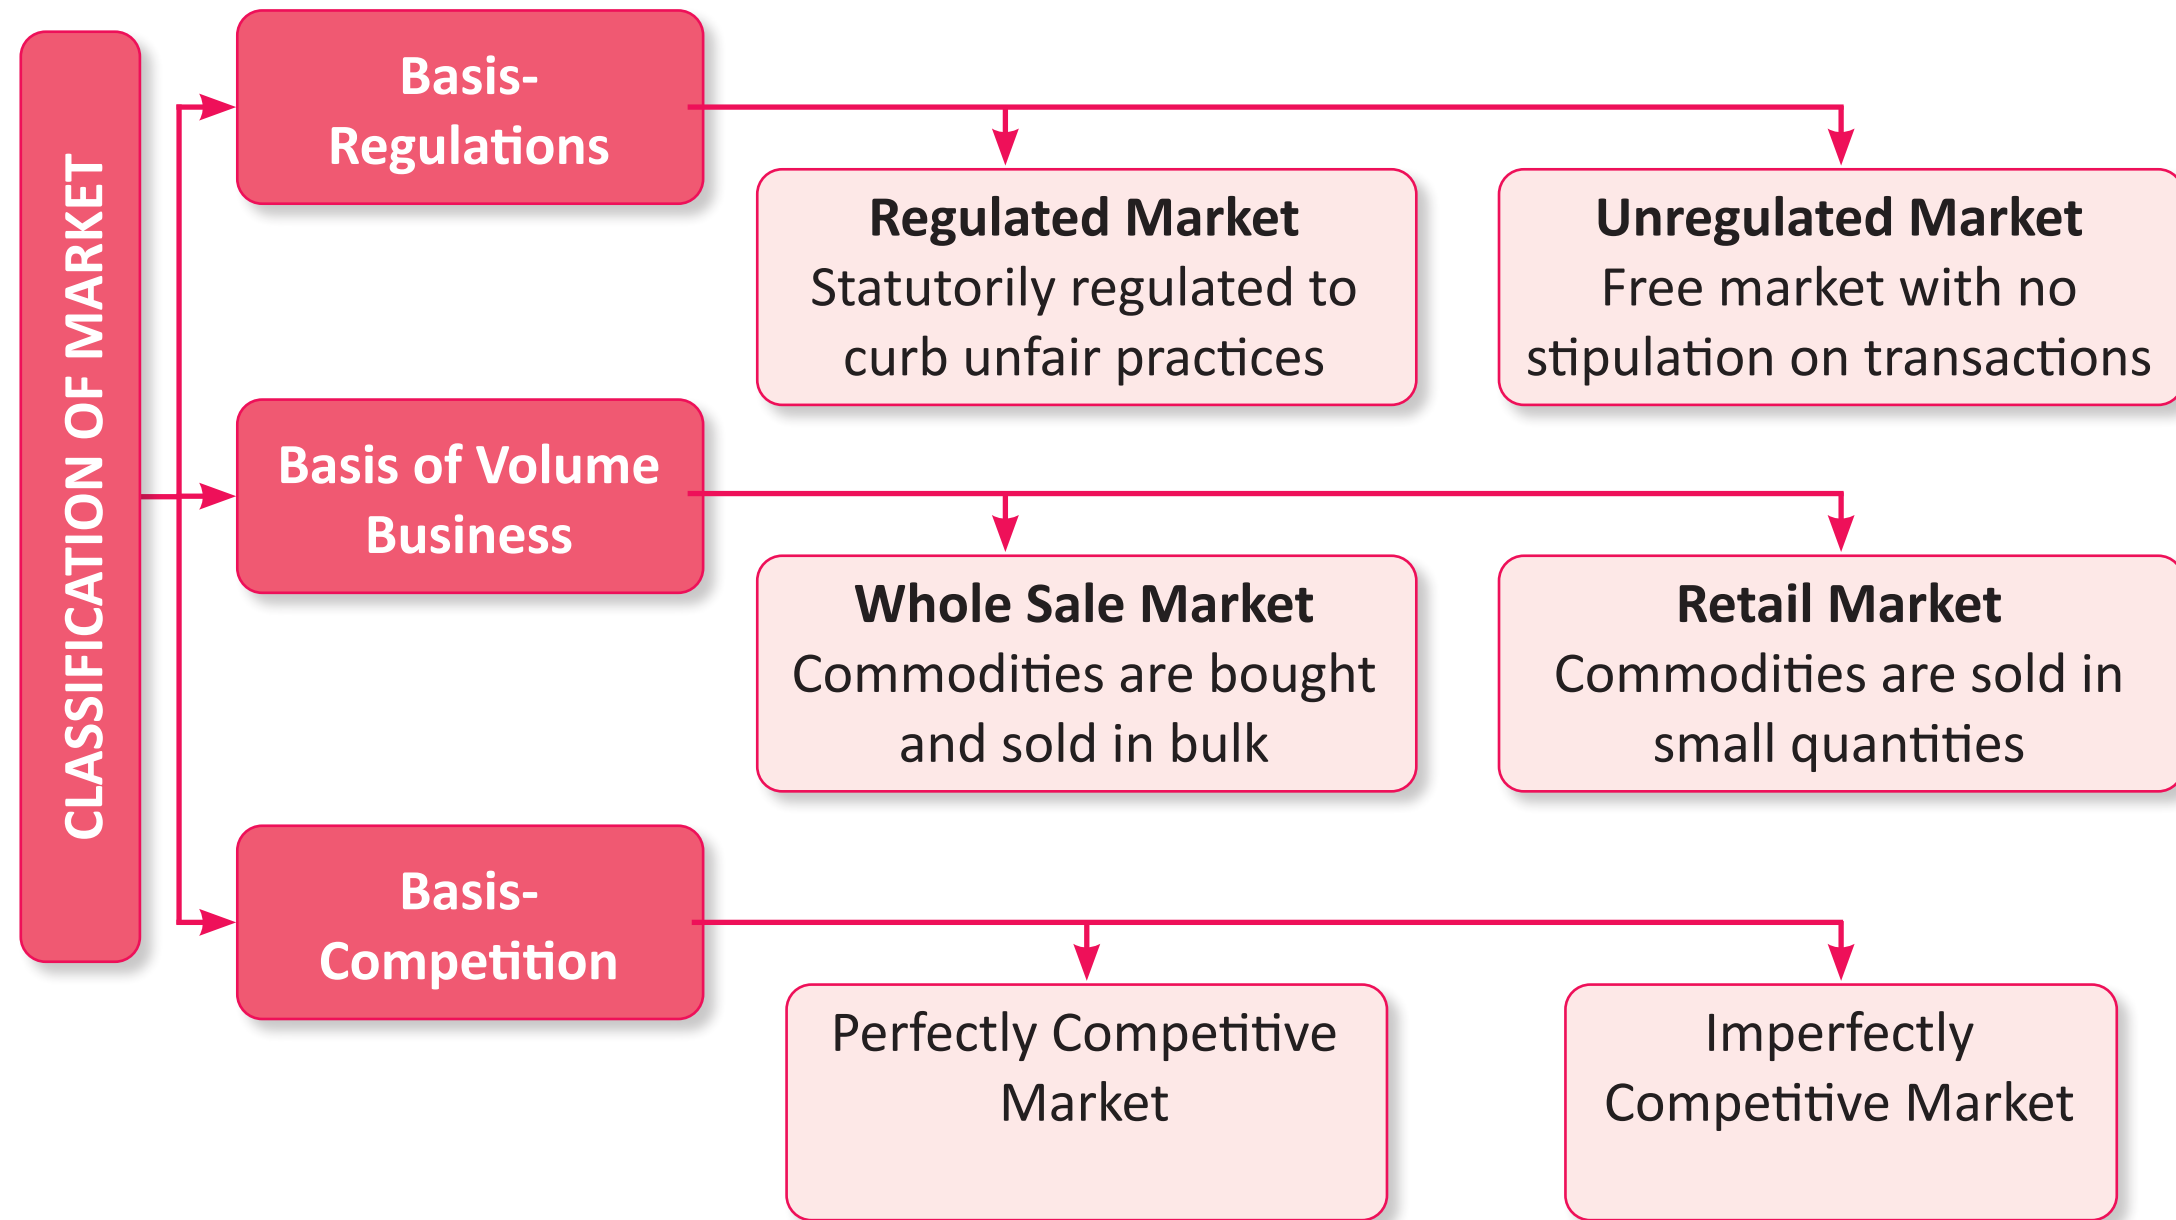 CLASSIFICATION OF MARKET
Basis-
Regulations
Regulated Market
Statutorily regulated to
curb unfair practices
Unregulated Market
Free market with no
stipulation on transactions
Basis of Volume
Business
Whole Sale Market
Commodities are bought
and sold in bulk
Retail Market
Commodities are sold in
small quantities
Basis-
Competition
Perfectly Competitive
Market
Imperfectly
Competitive Market